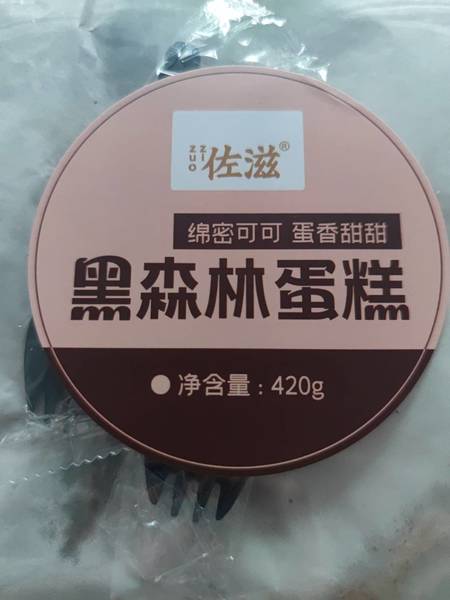 zuo zi 佐滋®
绵密可可 蛋香甜甜
黑森林蛋糕
净含量：420g